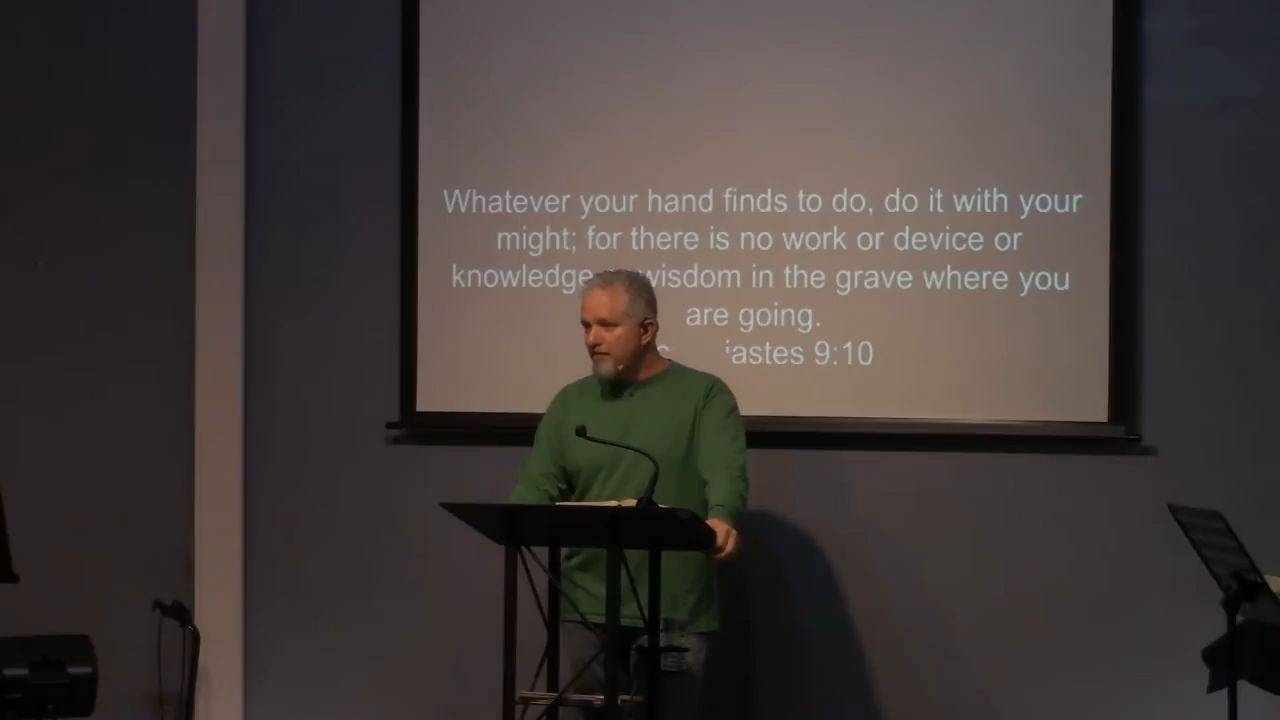 Whatever your hand finds to do, do it with your
might; for there is no work or device or
knowledge wisdom in the grave where you
are going.
9:10